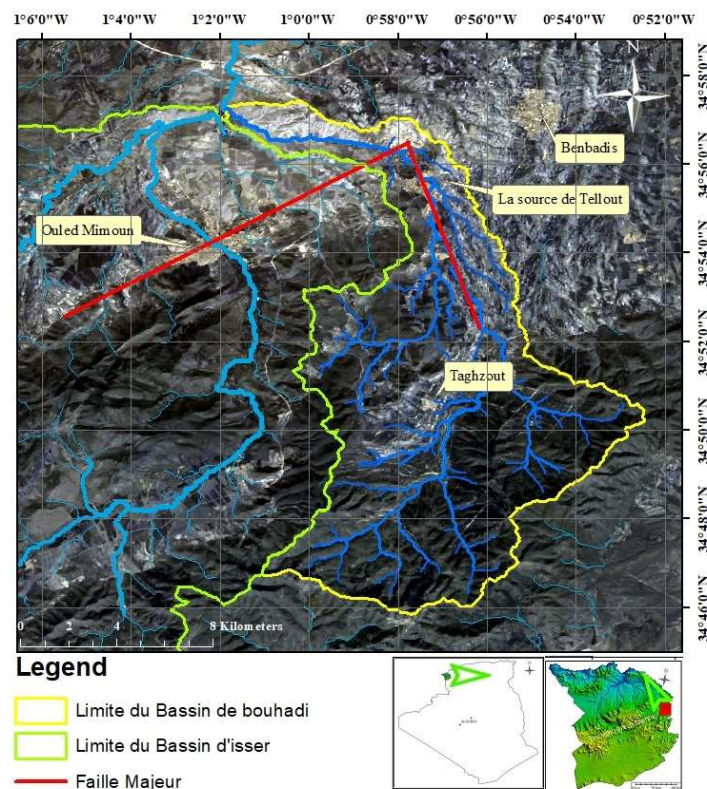 1°6'0"W 1°4'0"W 1°2'0"W 1°0'0"W 0°58'0"W 0°56'0"W 0°54'0"W 0°52'0"W
N
34°58'0"N
Benbadis
34°56'0"N
La source de Tellout
Ouled Mimoun
34°54'0"N
34°52'0"N
Taghzout
34°50'0"N
34°48'0"N
34°46'0"N
0 2 4 8 Kilometers
Legend
Limite du Bassin de bouhadi
Limite du Bassin d'isser
Faille Majeur